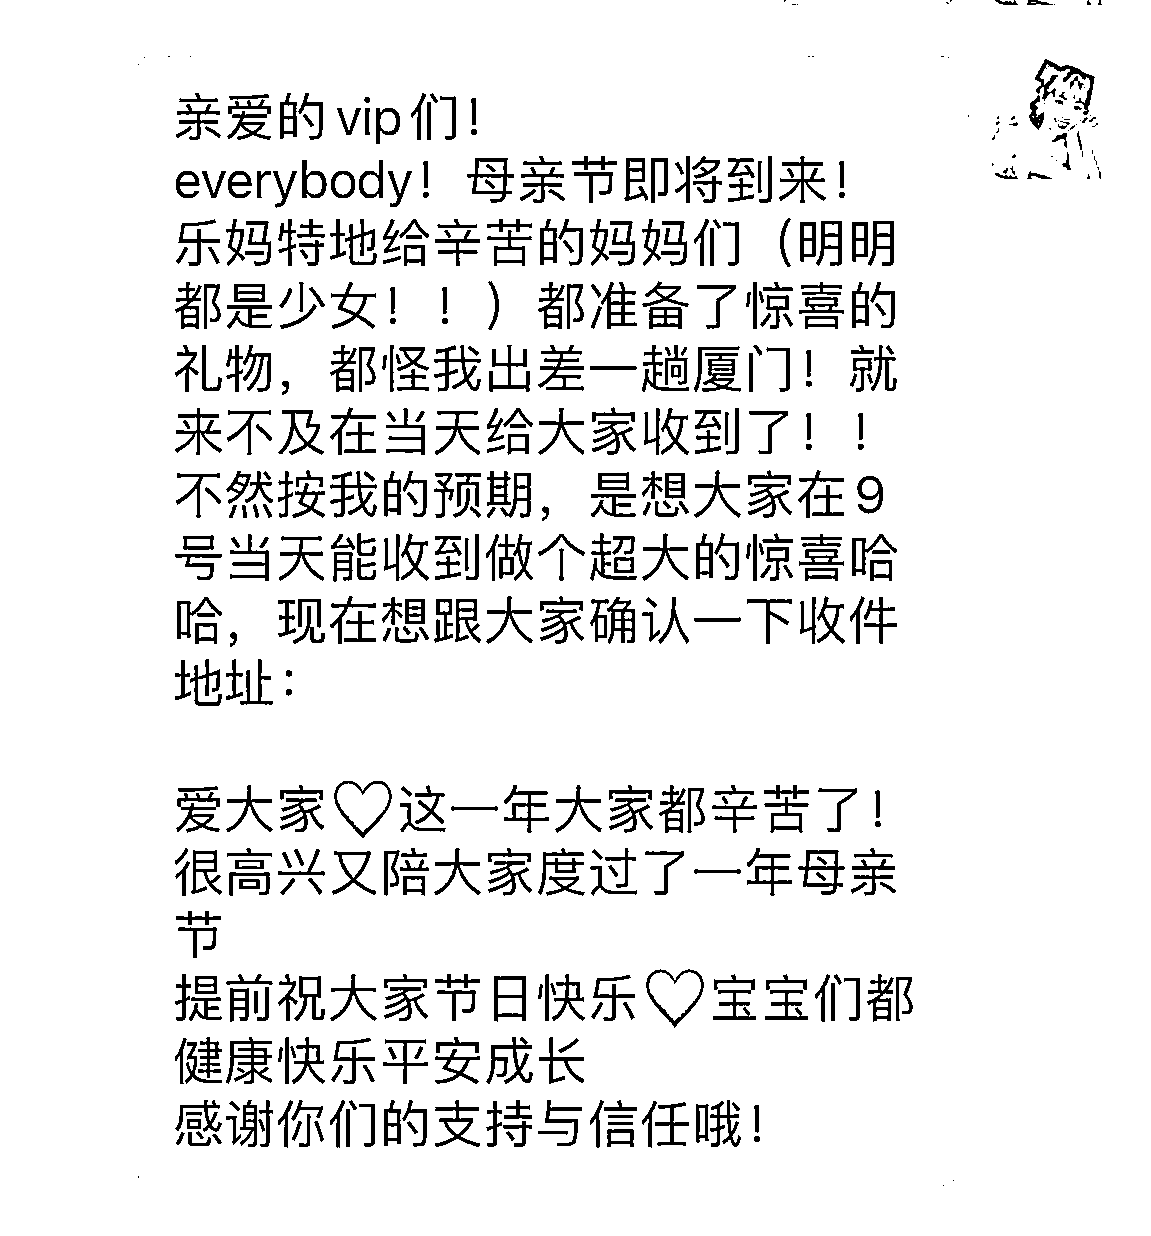 亲爱的vip们！
everybody！母亲节即将到来！
乐妈特地给辛苦的妈妈们（明明
都是少女！！）都准备了惊喜的
礼物，都怪我出差一趟厦门！就
来不及在当天给大家收到了！！
不然按我的预期，是想大家在9
号当天能收到做个超大的惊喜哈
哈，现在想跟大家确认一下收件
地址：
爱大家♡这一年大家都辛苦了！
很高兴又陪大家度过了一年母亲
节
提前祝大家节日快乐♡宝宝们都
健康快乐平安成长
感谢你们的支持与信任哦！